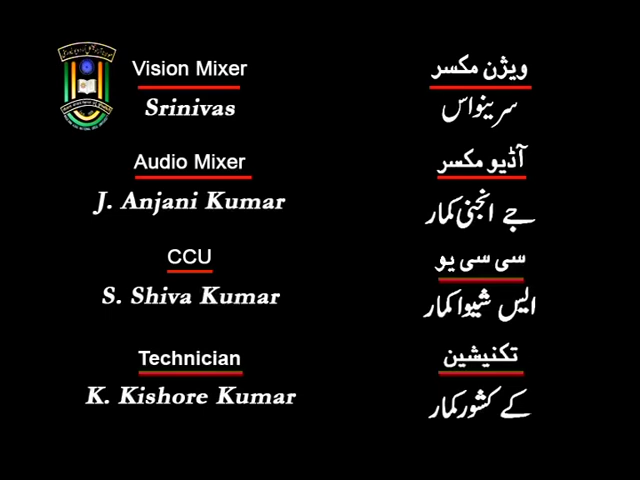 Vision Mixer
ویژن مکسر
Srinivas
سرینواس
Audio Mixer
آڈیو مکسر
J. Anjani Kumar
جے انجنی کمار
CCU
سی سی یو
S. Shiva Kumar
ایس شیوا کمار
Technician
تکنیشین
K. Kishore Kumar
کے کشور کمار